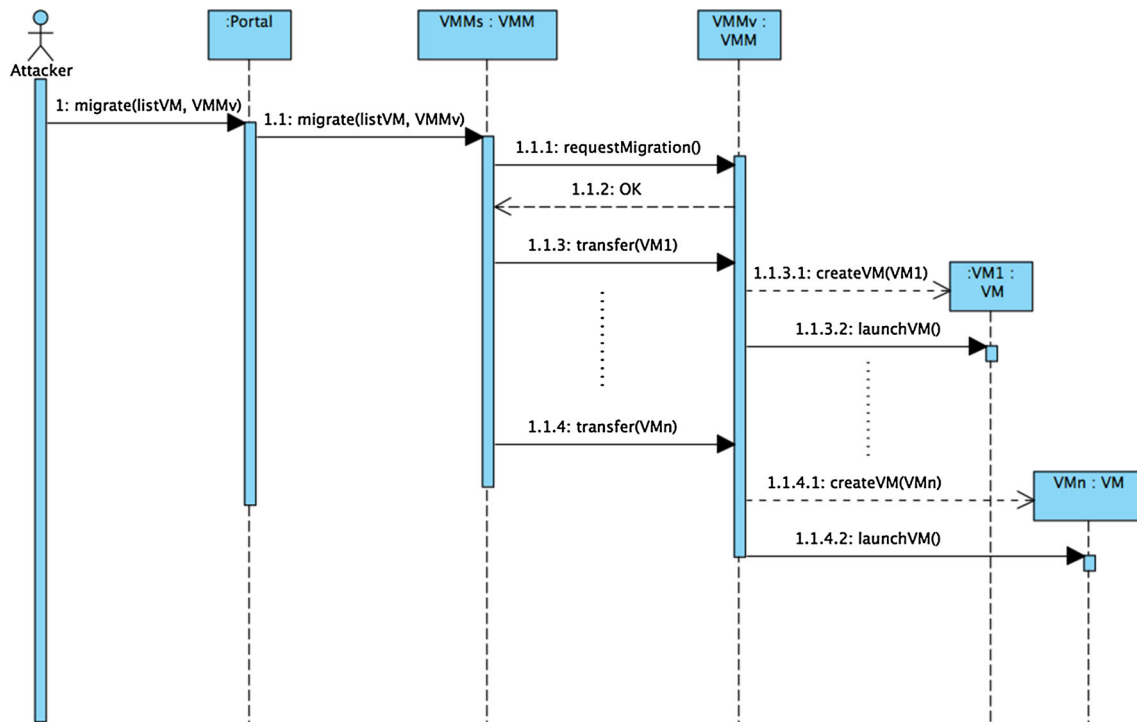 :Portal
VMMs : VMM
VMMv :
VMM
Attacker
1: migrate(listVM, VMMv)
1.1: migrate(listVM, VMMv)
1.1.1: requestMigration()
1.1.2: OK
1.1.3: transfer(VM1)
1.1.3.1: createVM(VM1)
:VM1 :
VM
1.1.3.2: launchVM()
1.1.4: transfer(VMn)
1.1.4.1: createVM(VMn)
VMn : VM
1.1.4.2: launchVM()